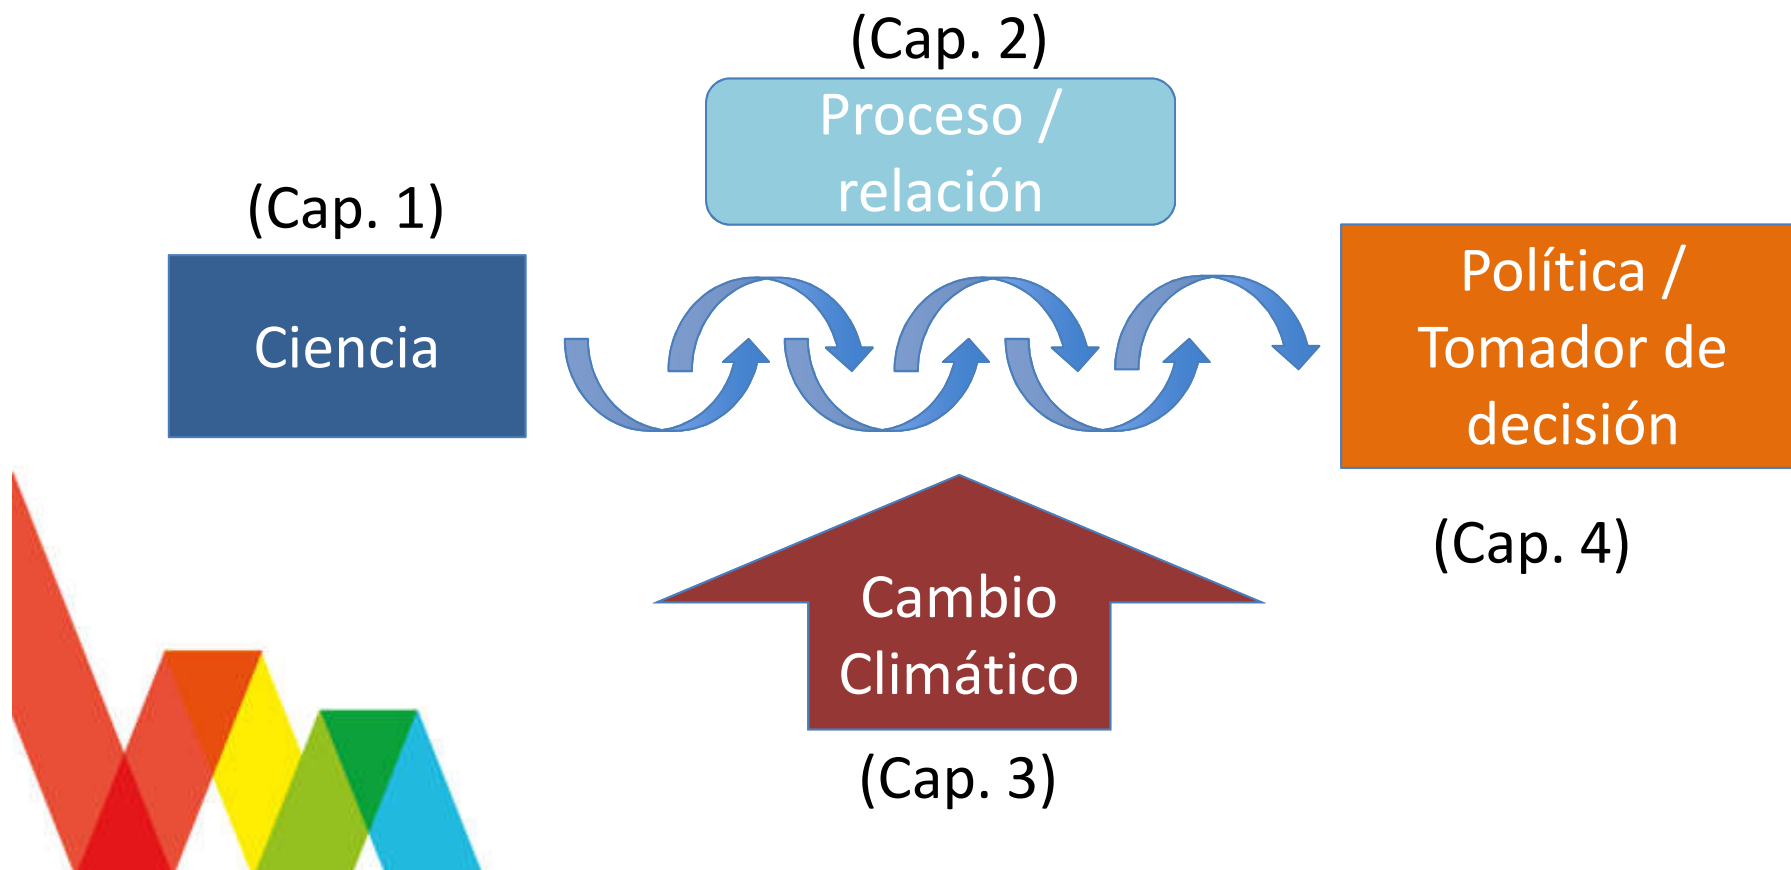 (Cap. 2)
Proceso /
relación
(Cap. 1)
Ciencia
Política /
Tomador de
decisión
(Cap. 4)
Cambio
Climático
(Cap. 3)